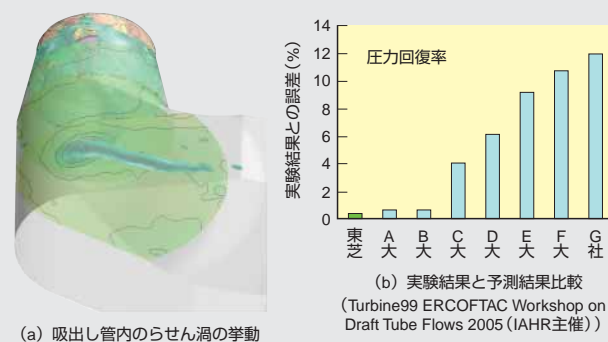 (a) 吸出し管内のらせん渦の挙動
圧力回復率
実験結果との誤差(%)
14
12
10
8
6
4
2
0
東芝
A大
B大
C大
D大
E大
F大
G社
(b) 実験結果と予測結果比較
(Turbine99 ERCOFTAC Workshop on
Draft Tube Flows 2005(IAHR主催))